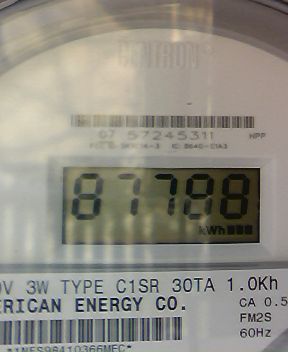 CENTRON
07 57245311
87788
kWh
0V 3W TYPE C1SR 30TA 1.0Kh
ERICAN ENERGY CO. CA 0.5
FM2S
60Hz